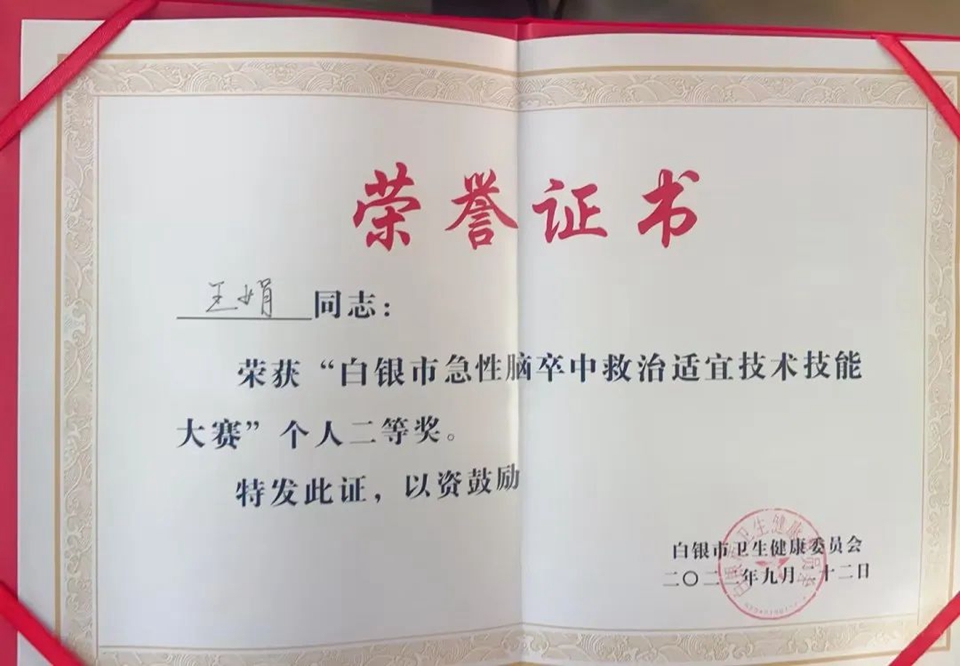 荣誉证书
王娟同志：
荣获“白银市急性脑卒中救治适宜技术技能
大赛”个人二等奖。
特发此证，以资鼓励
白银市卫生健康委员会
二〇二二年九月二十二日